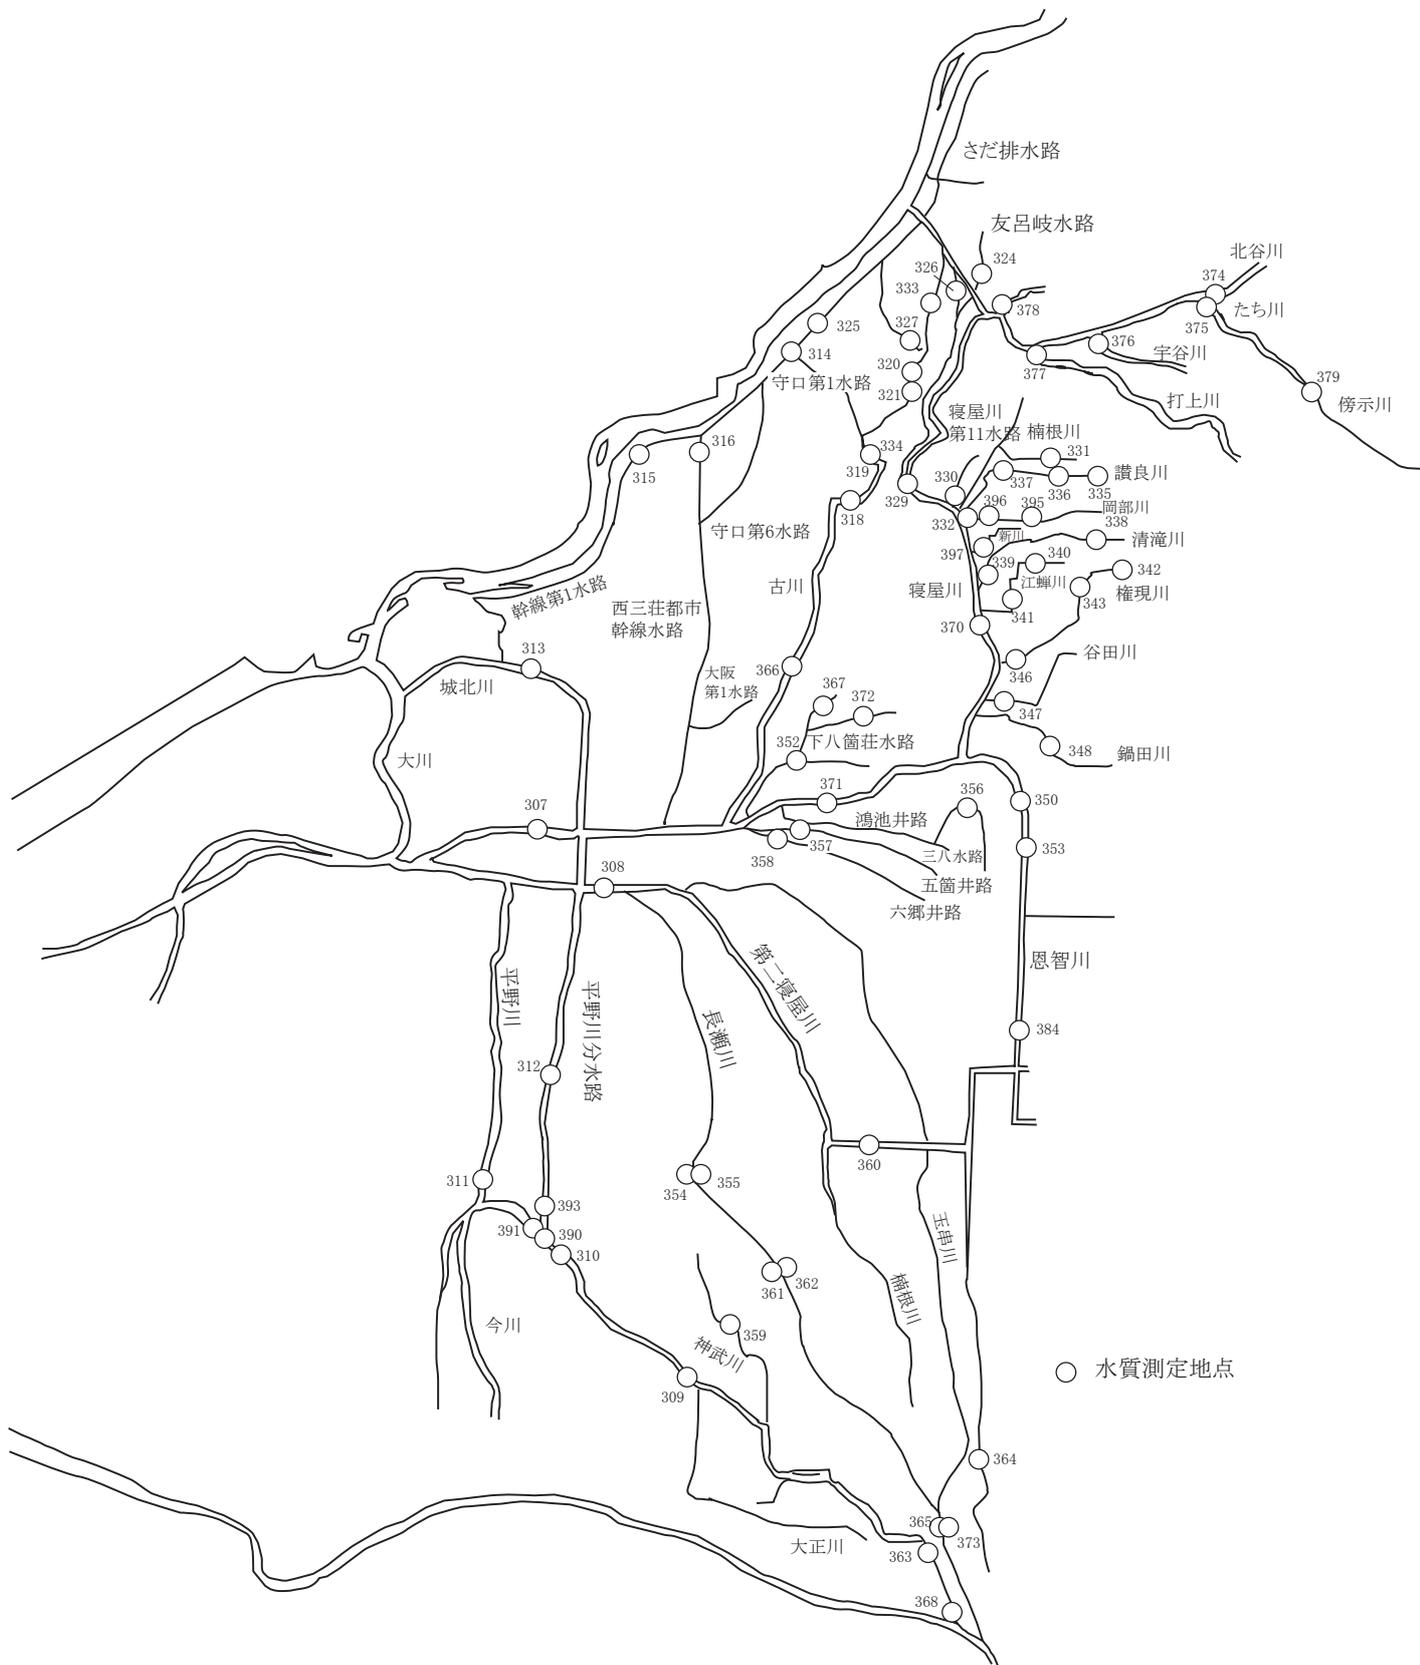 さだ排水路
友呂岐水路
北谷川
324
326
374
333
378
たち川
325
375
327
376
314
宇谷川
320
377
379
守口第1水路
321
打上川
傍示川
寝屋川
第11水路
楠根川
316
334
331
315
319
330
337
336
335
讃良川
329
396
395
岡部川
318
332
338
守口第6水路
397
新川
清滝川
339
340
342
幹線第1水路
古川
寝屋川
江蝉川
343
権現川
西三荘都市
幹線水路
341
370
313
谷田川
城北川
大阪
第1水路
366
346
367
372
347
大川
352
下八箇荘水路
348
鍋田川
371
356
350
307
鴻池井路
357
353
358
三八水路
308
五箇井路
六郷井路
第二寝屋川
恩智川
平野川
平野川分水路
長瀬川
384
312
360
311
354
355
393
391
390
玉串川
310
362
361
楠根川
今川
359
神武川
水質測定地点
309
364
365
373
大正川
363
368